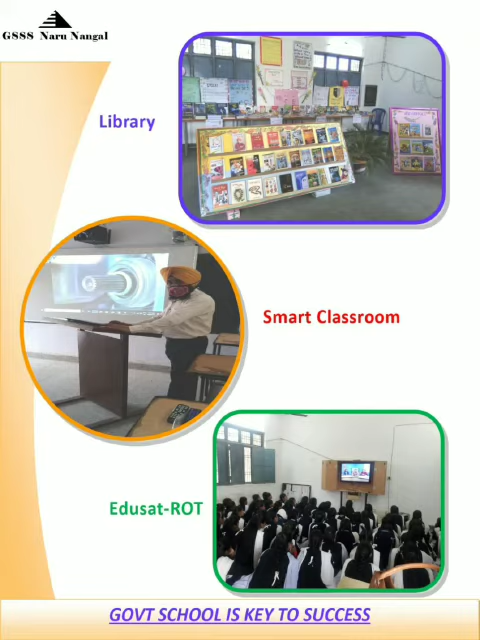 GSSS Naru Nangal
Library
Smart Classroom
Edusat-ROT
GOVT SCHOOL IS KEY TO SUCCESS